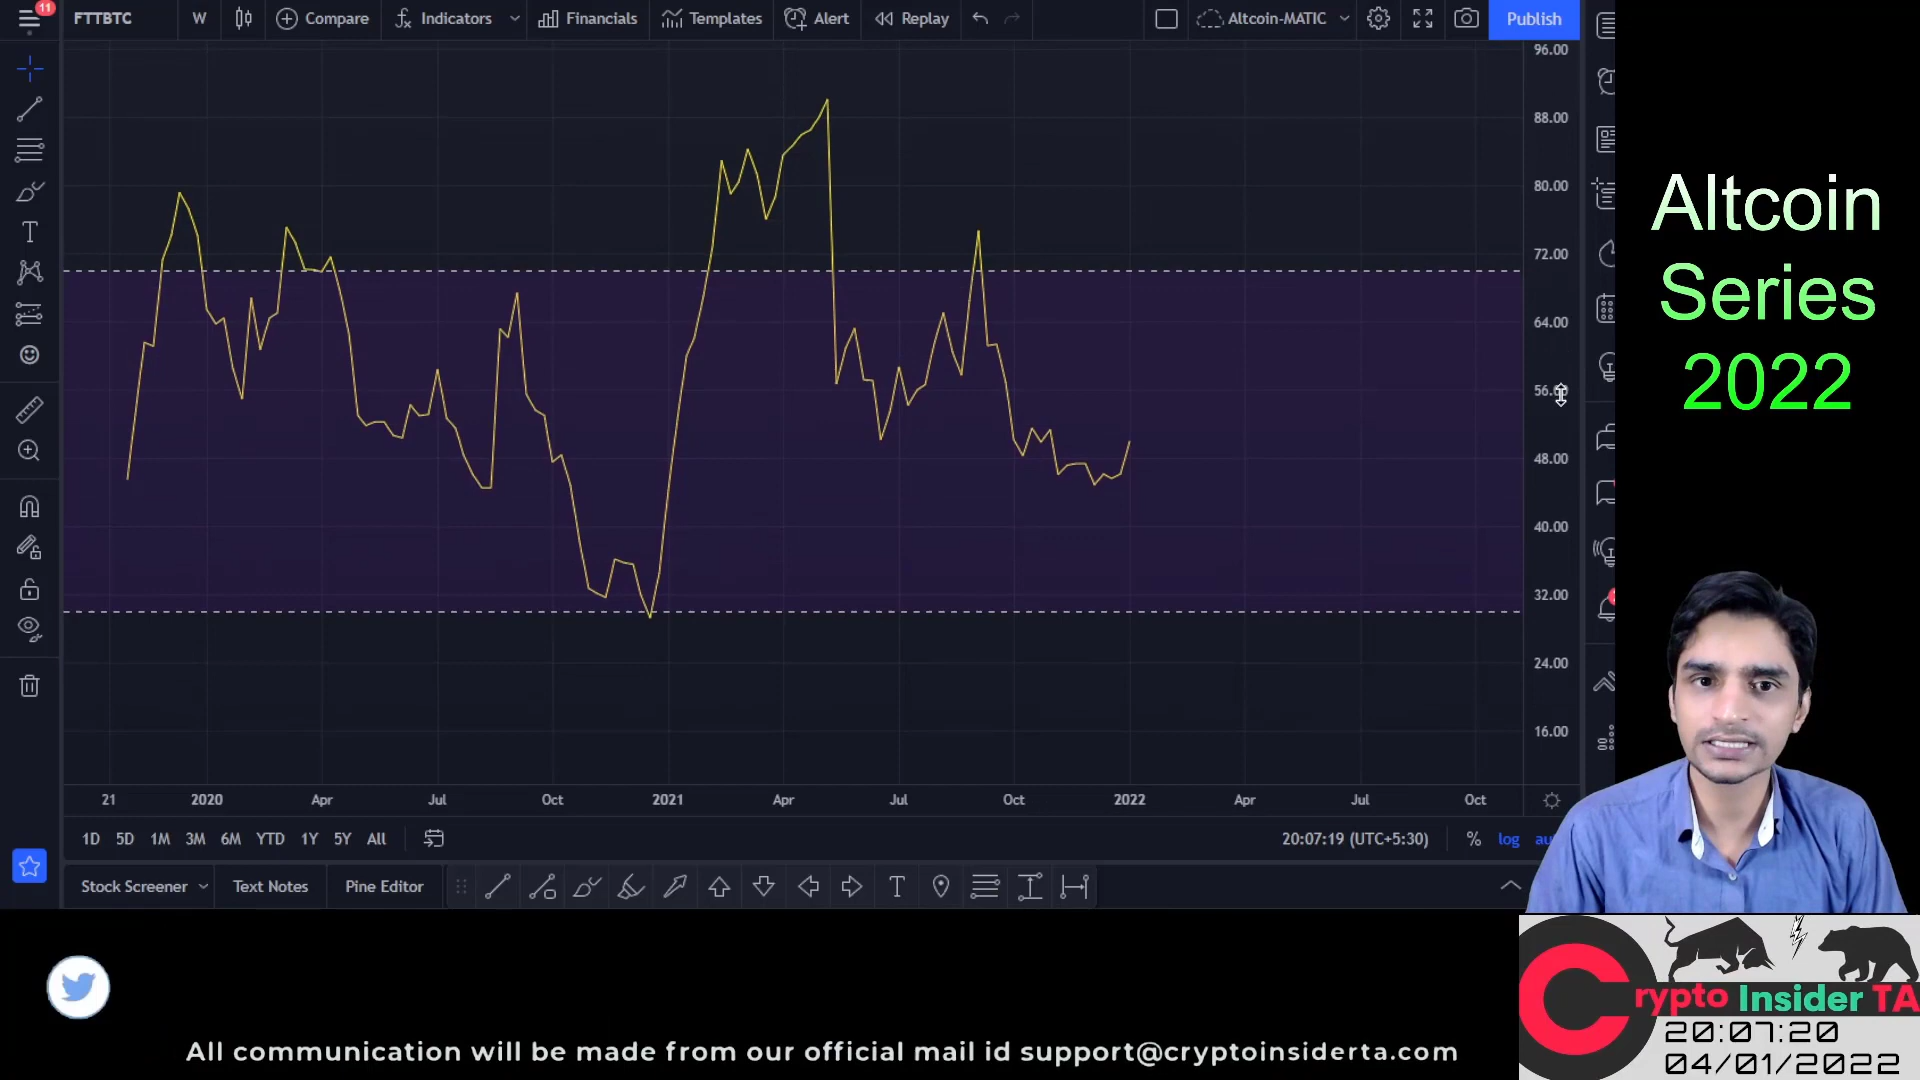 11
FTTBTC
W
Compare
Indicators
Financials
Templates
Alert
Replay
Altcoin-MATIC
Publish
96.00
88.00
80.00
72.00
64.00
48.00
40.00
32.00
24.00
16.00
21
2020
Apr
Jul
Oct
2021
Apr
Jul
Oct
2022
Apr
Jul
Oct
1D 5D 1M 3M 6M YTD 1Y 5Y All
20:07:19 (UTC+5:30)
% log
Stock Screener
Text Notes
Pine Editor
Altcoin
Series
2022
Crypto Insider TA
20:07:20
04/01/2022
All communication will be made from our official mail id support@cryptoinsiderta.com